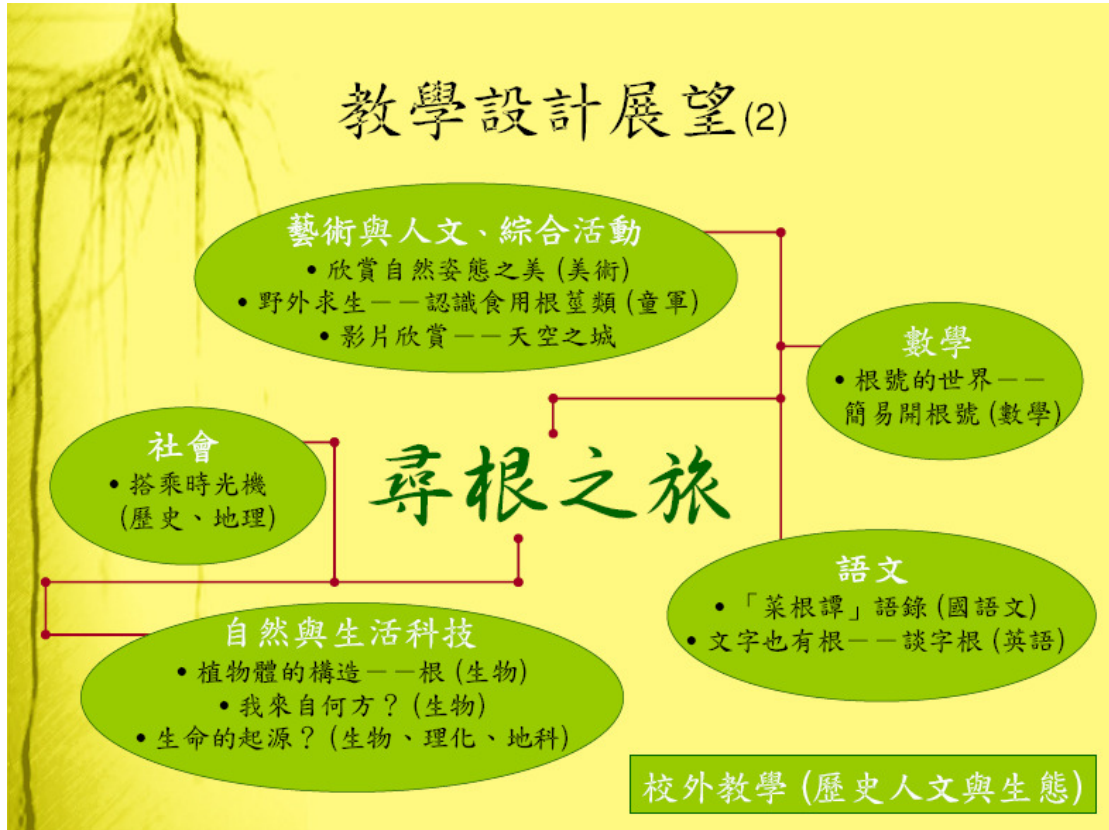 教學設計展望(2)
藝術與人文、綜合活動
• 欣賞自然姿態之美 (美術)
• 野外求生——認識食用根莖類 (童軍)
• 影片欣賞——天空之城
數學
• 根號的世界——
簡易開根號 (數學)
社會
• 搭乘時光機
(歷史、地理)
尋根之旅
語文
• 「菜根譚」語錄 (國語文)
• 文字也有根——談字根 (英語)
自然與生活科技
• 植物體的構造——根 (生物)
• 我來自何方？ (生物)
• 生命的起源？ (生物、理化、地科)
校外教學 (歷史人文與生態)